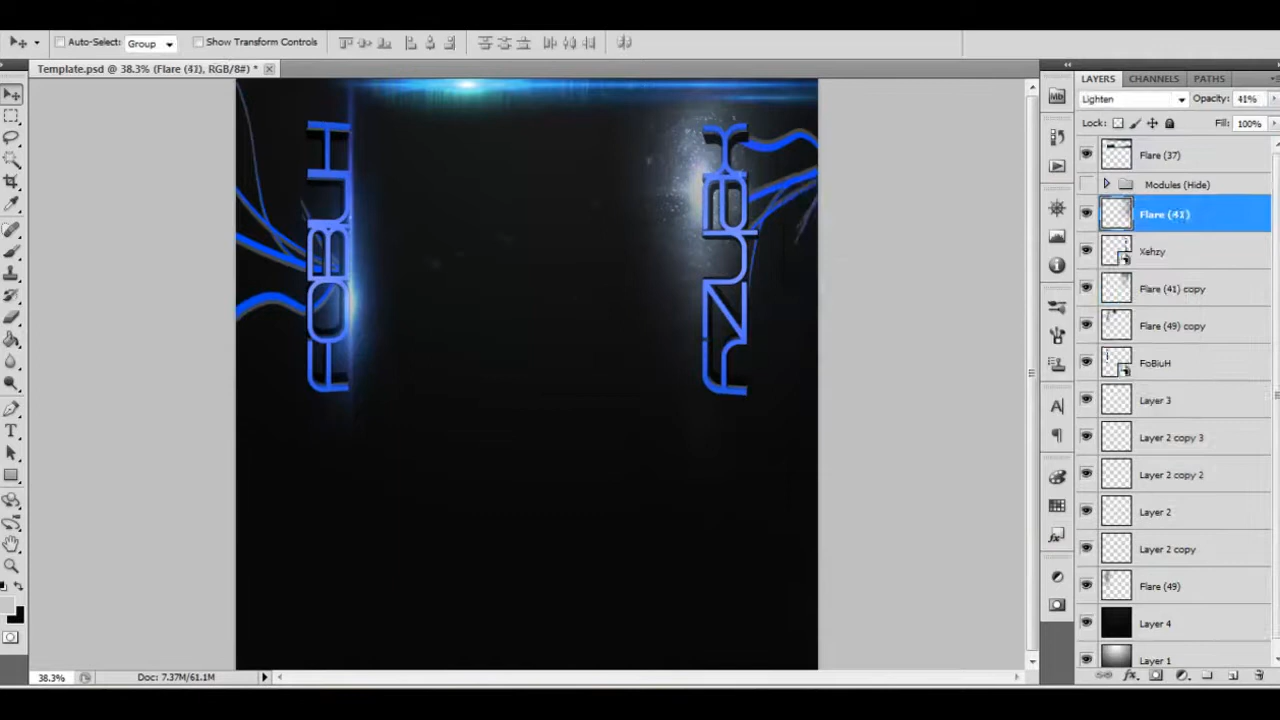 Auto-Select: Group Show Transform Controls
Template.psd @ 38.3% (Flare (41), RGB/8#) *
LAYERS CHANNELS PATHS
Lighten Opacity: 41%
Lock: Fill: 100%
Flare (37)
Modules (Hide)
Flare (41)
Xehzy
Flare (41) copy
Flare (49) copy
FoBiuH
Layer 3
Layer 2 copy 3
Layer 2 copy 2
Layer 2
Layer 2 copy
Flare (49)
Layer 4
Layer 1
38.3% Doc: 7.37M/61.1M